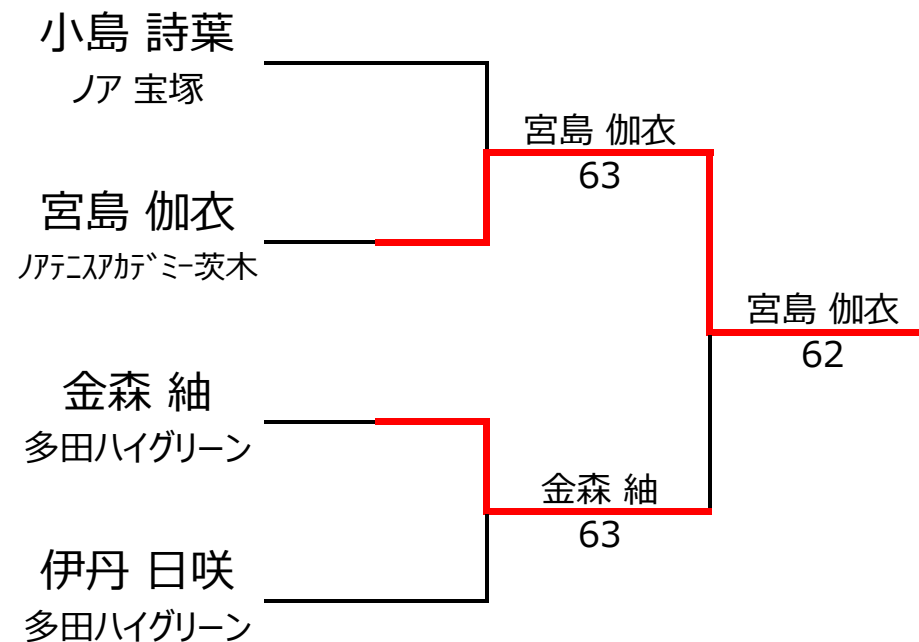 小島 詩葉
ノア 宝塚
宮島 伽衣
63
宮島 伽衣
ﾉｱﾃﾆｽｱｶﾃﾞﾐｰ茨木
宮島 伽衣
62
金森 紬
多田ハイグリーン
金森 紬
63
伊丹 日咲
多田ハイグリーン